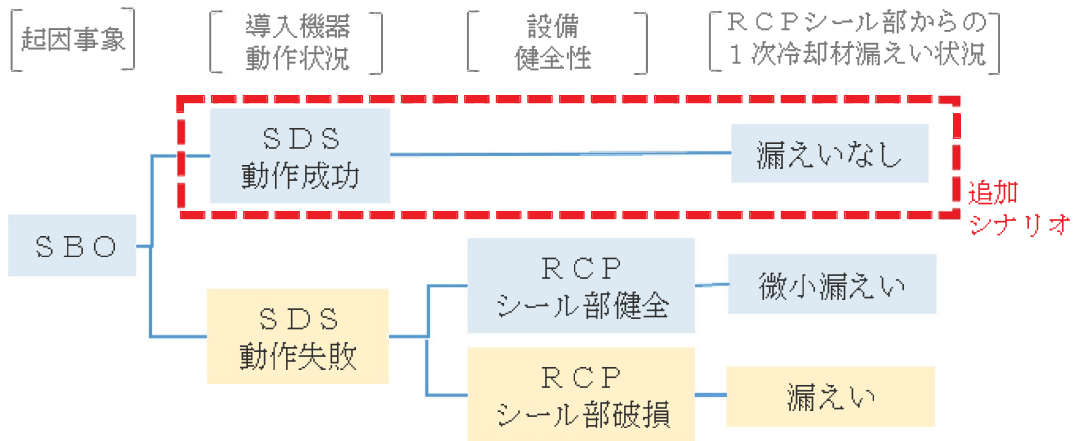 起因事象
導入機器
動作状況
設備
健全性
RCPシール部からの
1次冷却材漏えい状況
SDS
動作成功
漏えいなし
追加
シナリオ
SBO
RCP
シール部健全
微小漏えい
SDS
動作失敗
RCP
シール部破損
漏えい